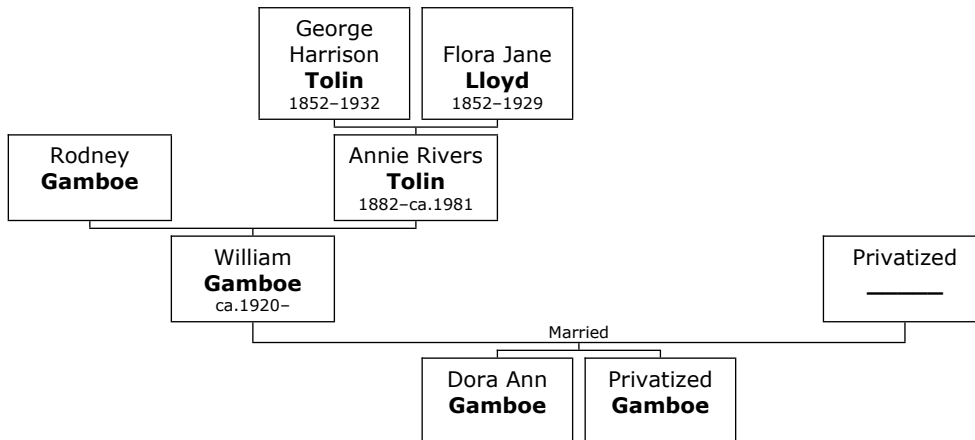 George
Harrison
Tolin
1852–1932
Flora Jane
Lloyd
1852–1929
Rodney
Gamboe
Annie Rivers
Tolin
1882–ca.1981
William
Gamboe
ca.1920–
Privatized
______
Married
Dora Ann
Gamboe
Privatized
Gamboe